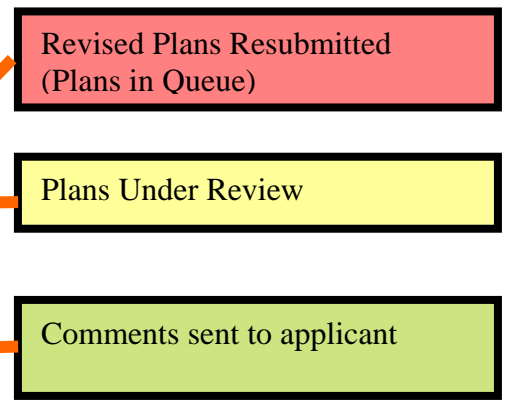 Revised Plans Resubmitted
(Plans in Queue)
Plans Under Review
Comments sent to applicant